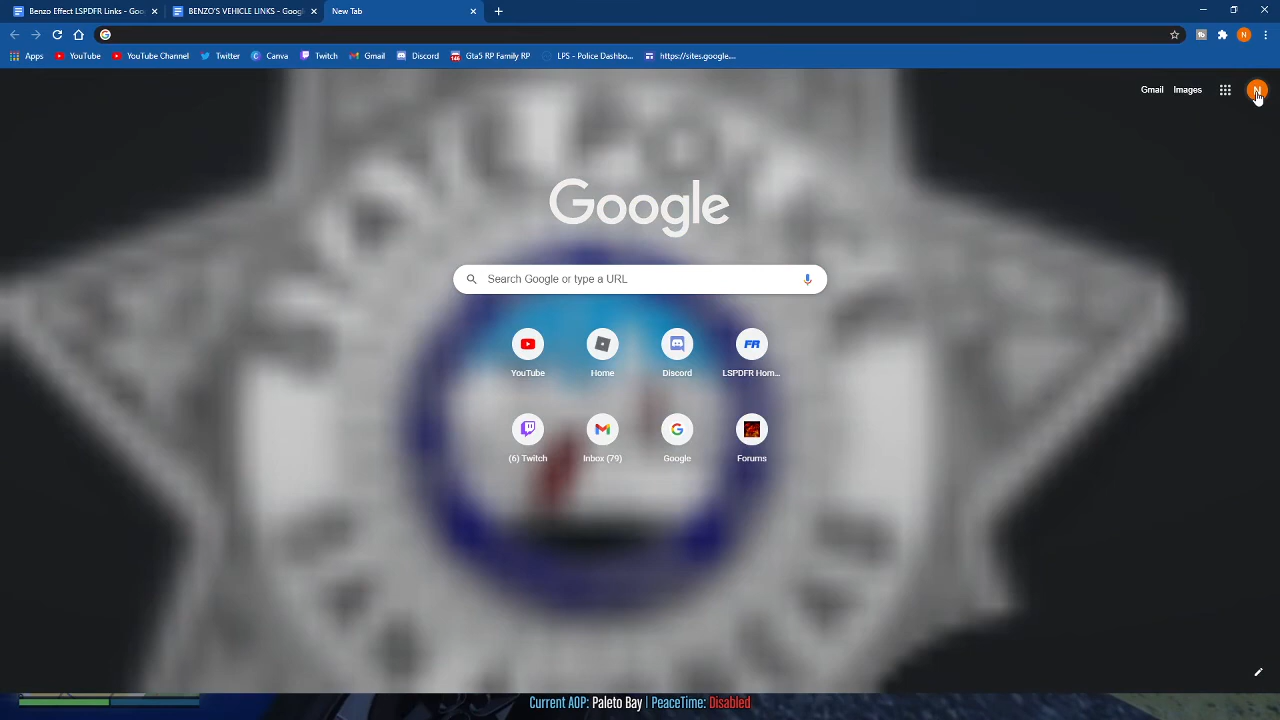 Benzo Effect LSPDFR Links - Goo
BENZO'S VEHICLE LINKS - Google
New Tab
Apps
YouTube
YouTube Channel
Twitter
Canva
Twitch
Gmail
Discord
Gta5 RP Family RP
LPS - Police Dashbo...
https://sites.google....
Gmail
Images
N
Google
Search Google or type a URL
YouTube
Home
Discord
LSPDFR Hom...
(6) Twitch
Inbox (79)
Google
Forums
Current AOP: Paleto Bay | PeaceTime: Disabled